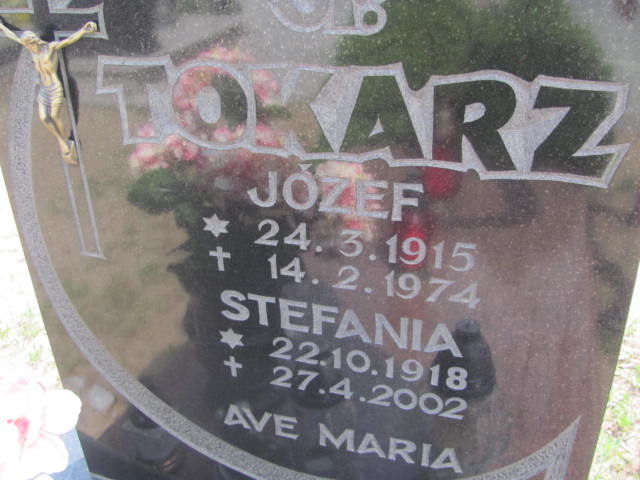 TOKARZ
JÓZEF
24.3.1915
14.2.1974
STEFANIA
22.10.1918
27.4.2002
AVE MARIA